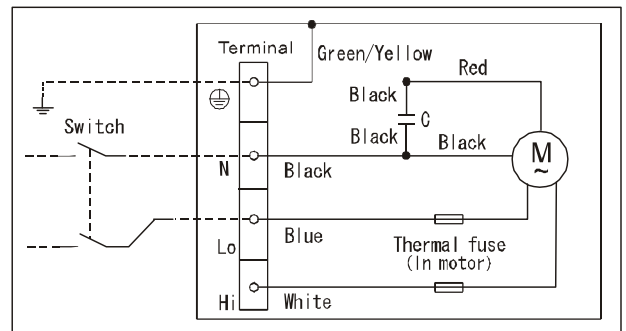 Terminal
Green/Yellow
Red
Black
C
Black
Black
Switch
N
Black
M
~
Lo
Blue
Thermal fuse
(In motor)
Hi
White